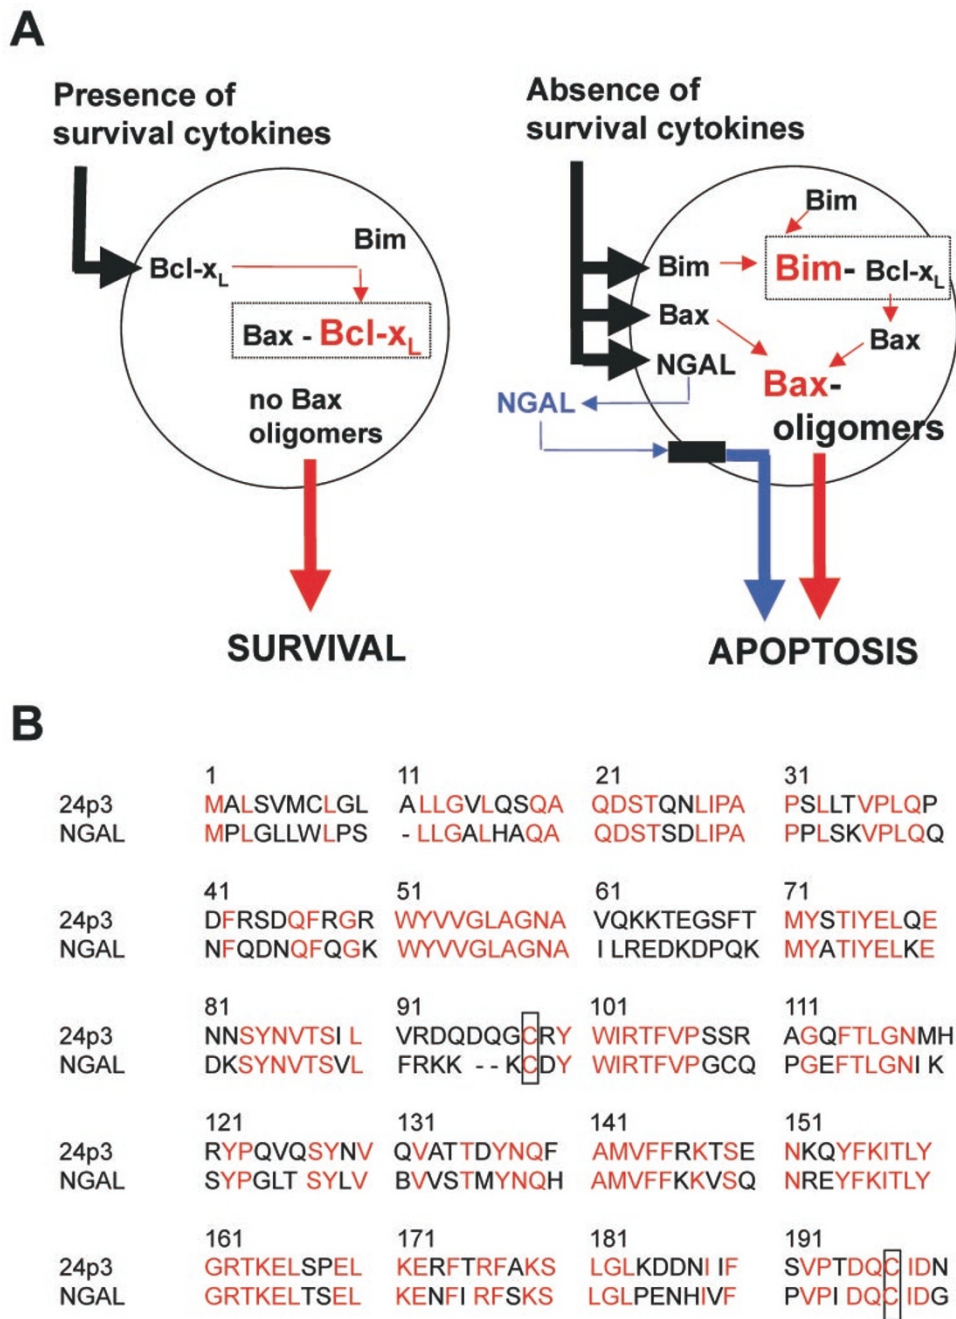 A
Presence of
survival cytokines
Bcl-xL
Bim
Bax - Bcl-xL
no Bax
oligomers
SURVIVAL
Absence of
survival cytokines
Bim
Bim
Bim- Bcl-xL
Bax
Bax
NGAL
NGAL
Bax-
oligomers
APOPTOSIS
B
1 11 21 31
24p3 MALSVMCLGL ALLGVLQSQA QDSTQNLIPA PSLLTVPLQP
NGAL MPLGLLWLPS -LLGALHAQA QDSTSDLIPA PPLSKVPLQQ
41 51 61 71
24p3 DFRSDQFRGR WYVVGLAGNA VQKKTEGSFT MYSTIYELQE
NGAL NFQDNQFQGK WYVVGLAGNA ILREDKDPQK MYATIYELKE
81 91 101 111
24p3 NNSYNVTSIL VRDQDQGCRY WIRTFVPSSR AGQFTLGNMH
NGAL DKSYNVTSVL FRKK--KCDY WIRTFVPGCQ PGEFTLGNIK
121 131 141 151
24p3 RYPQVQSYNV QVATTDYNQF AMVFFRKTSE NKQYFKITLY
NGAL SYPGLTSYLV BVVSTMYNQH AMVFFKKVSQ NREYFKITLY
161 171 181 191
24p3 GRTKELSPEL KERFTRFAKS LGLKDDNIIF SVPTDQCIDN
NGAL GRTKELTSEL KENFIRFSKS LGLPENHIVF PVPIDQCIDG